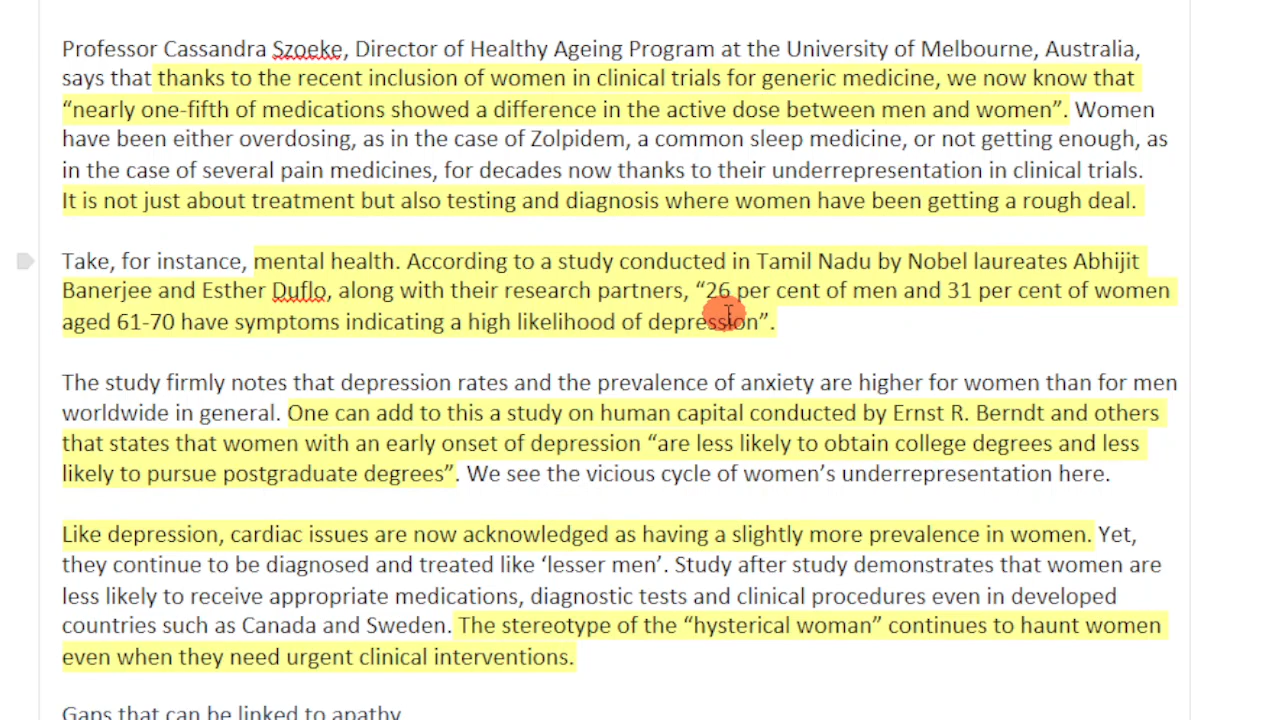 Professor Cassandra Szoeke, Director of Healthy Ageing Program at the University of Melbourne, Australia,
says that thanks to the recent inclusion of women in clinical trials for generic medicine, we now know that
“nearly one-fifth of medications showed a difference in the active dose between men and women”. Women
have been either overdosing, as in the case of Zolpidem, a common sleep medicine, or not getting enough, as
in the case of several pain medicines, for decades now thanks to their underrepresentation in clinical trials.
It is not just about treatment but also testing and diagnosis where women have been getting a rough deal.
Take, for instance, mental health. According to a study conducted in Tamil Nadu by Nobel laureates Abhijit
Banerjee and Esther Duflo, along with their research partners, “26 per cent of men and 31 per cent of women
aged 61-70 have symptoms indicating a high likelihood of depression”.
The study firmly notes that depression rates and the prevalence of anxiety are higher for women than for men
worldwide in general. One can add to this a study on human capital conducted by Ernst R. Berndt and others
that states that women with an early onset of depression “are less likely to obtain college degrees and less
likely to pursue postgraduate degrees”. We see the vicious cycle of women’s underrepresentation here.
Like depression, cardiac issues are now acknowledged as having a slightly more prevalence in women. Yet,
they continue to be diagnosed and treated like ‘lesser men’. Study after study demonstrates that women are
less likely to receive appropriate medications, diagnostic tests and clinical procedures even in developed
countries such as Canada and Sweden. The stereotype of the “hysterical woman” continues to haunt women
even when they need urgent clinical interventions.
Gaps that can be linked to apathy